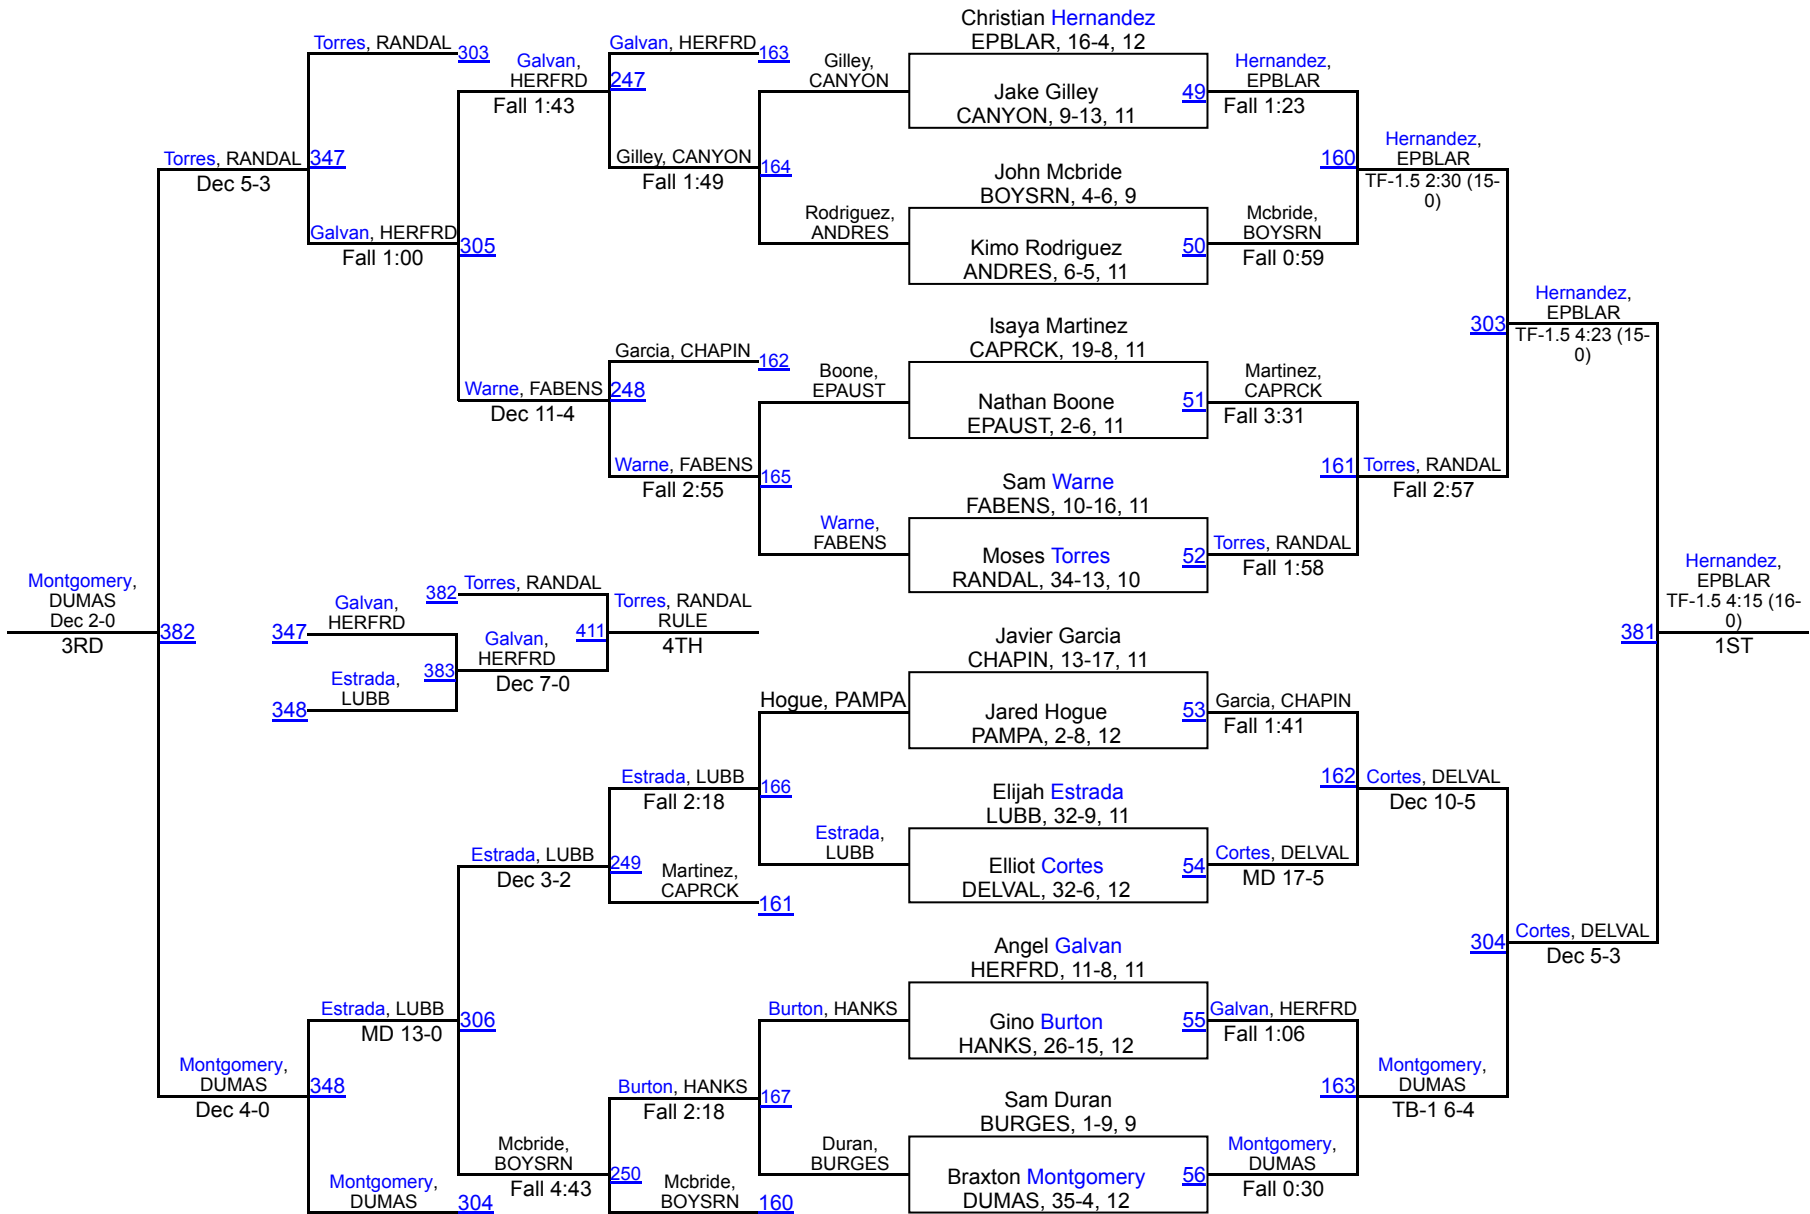 Christian Hernandez
EPBLAR, 16-4, 12
Jake Gilley
CANYON, 9-13, 11
49
John Mcbride
BOYSRN, 4-6, 9
Kimo Rodriguez
ANDRES, 6-5, 11
50
Isaya Martinez
CAPRCK, 19-8, 11
Nathan Boone
EPAUST, 2-6, 11
51
Sam Warne
FABENS, 10-16, 11
Moses Torres
RANDAL, 34-13, 10
52
Javier Garcia
CHAPIN, 13-17, 11
Jared Hogue
PAMPA, 2-8, 12
53
Elijah Estrada
LUBB, 32-9, 11
Elliot Cortes
DELVAL, 32-6, 12
54
Angel Galvan
HERFRD, 11-8, 11
Gino Burton
HANKS, 26-15, 12
55
Sam Duran
BURGES, 1-9, 9
Braxton Montgomery
DUMAS, 35-4, 12
56
Hernandez,
EPBLAR
Fall 1:23
Mcbride,
BOYSRN
Fall 0:59
Martinez,
CAPRCK
Fall 3:31
Torres, RANDAL
Fall 1:58
Garcia, CHAPIN
Fall 1:41
Cortes, DELVAL
MD 17-5
Galvan, HERFRD
Fall 1:06
Montgomery,
DUMAS
Fall 0:30
160
Hernandez,
EPBLAR
TF-1.5 2:30 (15-
0)
161
Torres, RANDAL
Fall 2:57
162
Cortes, DELVAL
Dec 10-5
163
Montgomery,
DUMAS
TB-1 6-4
303
Hernandez,
EPBLAR
TF-1.5 4:23 (15-
0)
304
Cortes, DELVAL
Dec 5-3
381
Hernandez,
EPBLAR
TF-1.5 4:15 (16-
0)
1ST
Gilley,
CANYON
Rodriguez,
ANDRES
Boone,
EPAUST
Warne,
FABENS
Hogue, PAMPA
Estrada,
LUBB
Burton, HANKS
Duran,
BURGES
Galvan, HERFRD
163
Gilley, CANYON
164
Fall 1:49
Garcia, CHAPIN
162
Warne, FABENS
165
Fall 2:55
Estrada, LUBB
166
Fall 2:18
Martinez,
CAPRCK
161
Burton, HANKS
167
Fall 2:18
Mcbride,
BOYSRN
160
Galvan,
HERFRD
247
Fall 1:43
Warne, FABENS
248
Dec 11-4
Estrada, LUBB
249
Dec 3-2
Mcbride,
BOYSRN
250
Fall 4:43
Torres, RANDAL
303
Galvan, HERFRD
305
Fall 1:00
Estrada, LUBB
306
MD 13-0
Montgomery,
DUMAS
304
Torres, RANDAL
347
Dec 5-3
Montgomery,
DUMAS
348
Dec 4-0
Montgomery,
DUMAS
Dec 2-0
382
3RD
347
Galvan,
HERFRD
348
Estrada,
LUBB
382
Torres, RANDAL
383
Galvan,
HERFRD
Dec 7-0
411
Torres, RANDAL
RULE
4TH